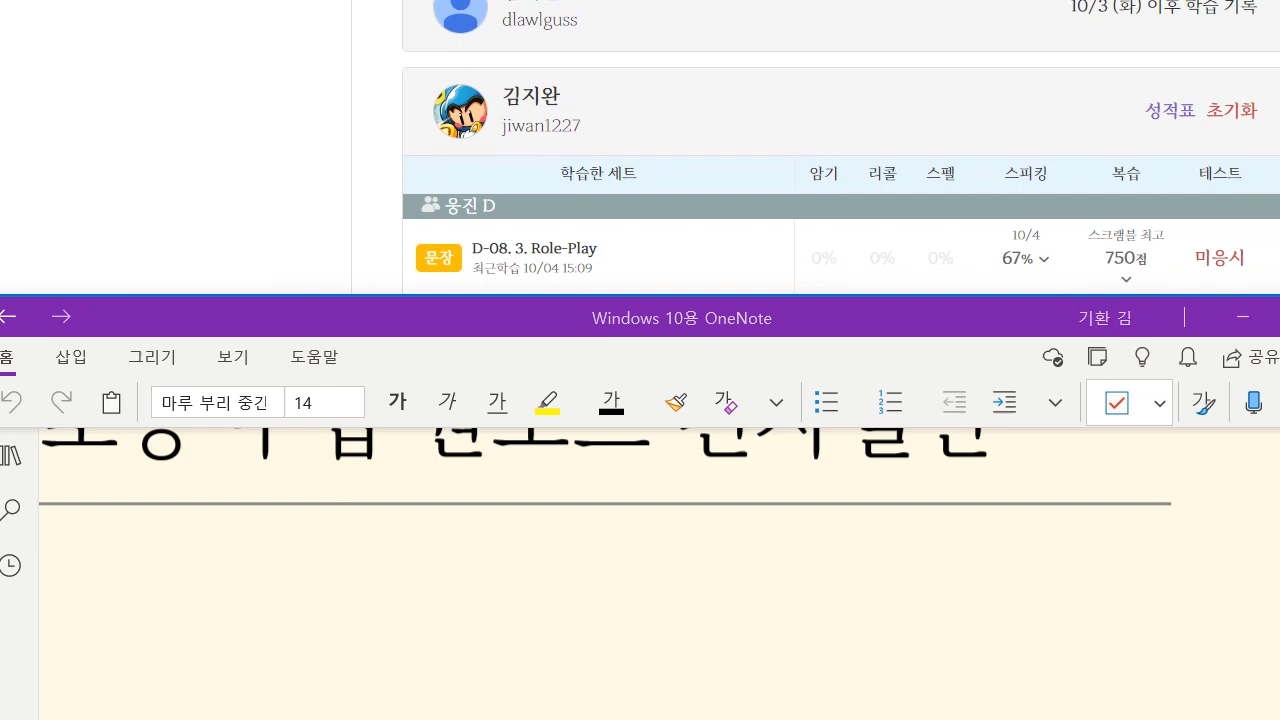 dlawlguss
10/3 (화) 이후 학습 기록
김지완
jiwan1227
성적표 초기화
학습한 세트 암기 리콜 스펠 스피킹 복습 테스트
웅진 D
문장 D-08. 3. Role-Play
최근학습 10/04 15:09
0% 0% 0%
10/4
67%
스크램블 최고
750점
미응시
Windows 10용 OneNote
기환 김
홈 삽입 그리기 보기 도움말
공유
마루 부리 중간 14
가 가 가 가 가 가